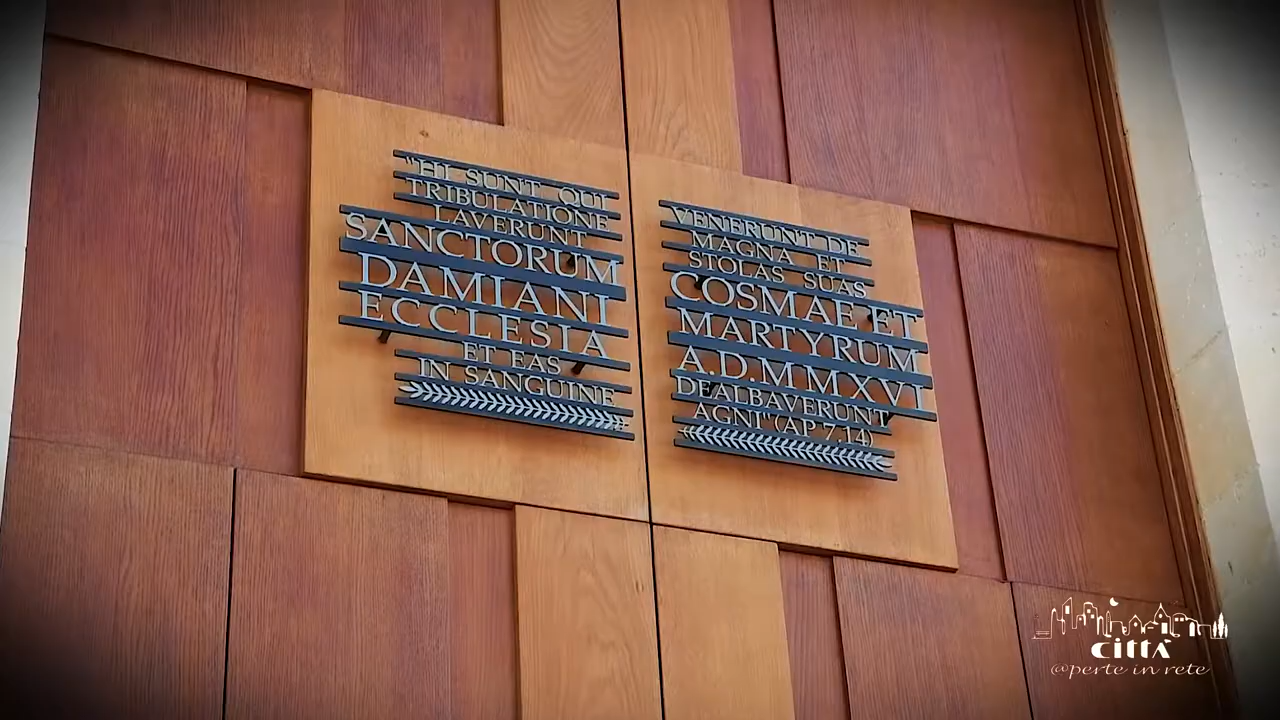 "HI SUNT QUI VENERUNT DE
TRIBULATIONE MAGNA ET
LAVERUNT STOLAS SUAS
SANCTORUM COSMAE ET
DAMIANI MARTYRUM
ECCLESIA A.D.MMXVI
ET EAS DEALBAVERUNT
IN SANGUINE AGNI" (AP 7,14)
città
@perte in rete